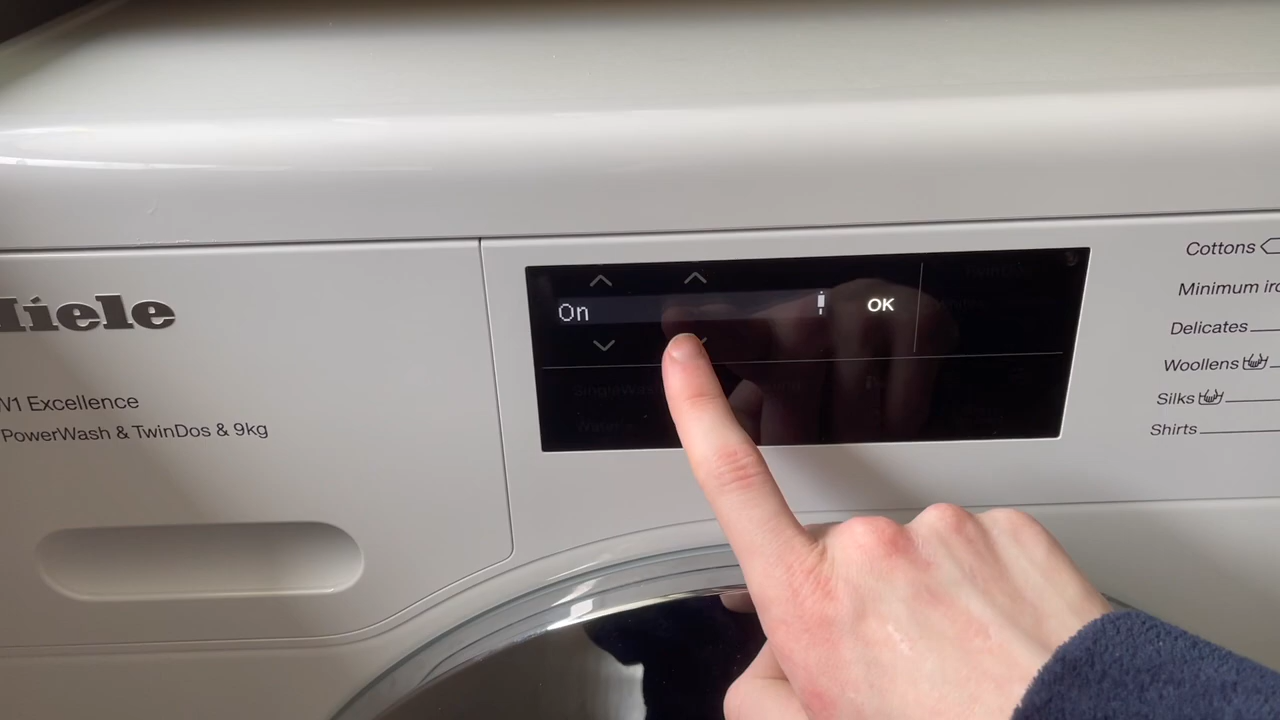 Miele
W1 Excellence
PowerWash & TwinDos & 9kg
On
OK
Cottons
Minimum iro
Delicates
Woollens
Silks
Shirts